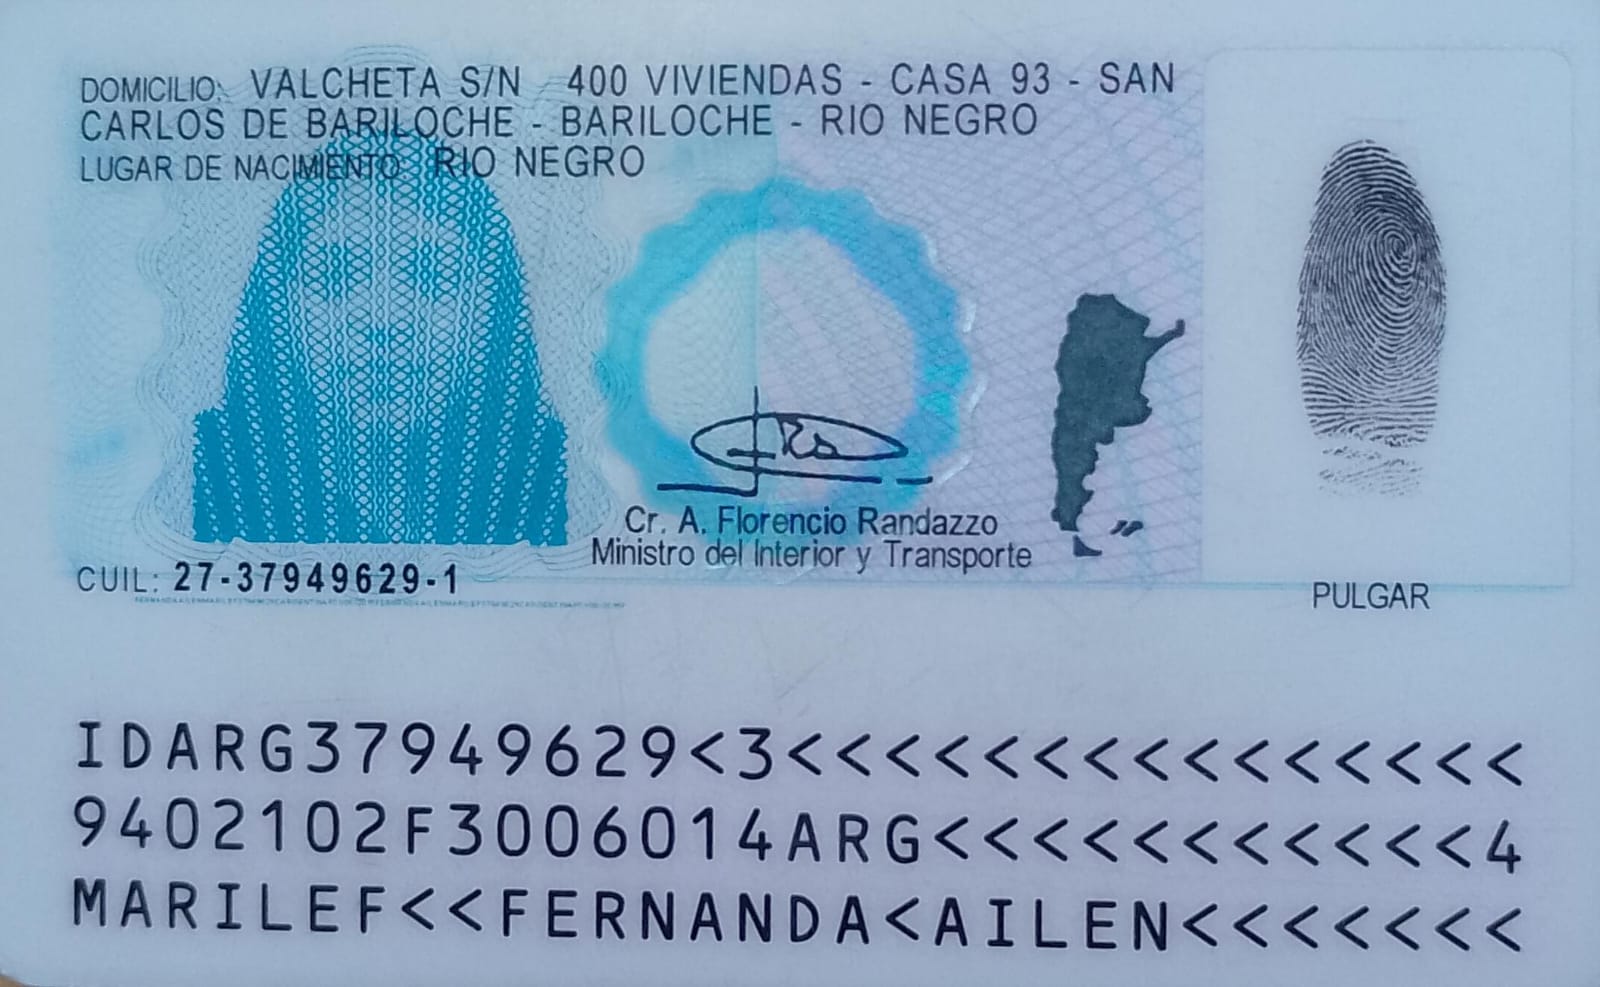 DOMICILIO: VALCHETA S/N 400 VIVIENDAS - CASA 93 - SAN
CARLOS DE BARILOCHE - BARILOCHE - RIO NEGRO
LUGAR DE NACIMIENTO: RIO NEGRO
Cr. A. Florencio Randazzo
Ministro del Interior y Transporte
CUIL: 27-37949629-1
PULGAR
IDARG37949629<3<<<<<<<<<<<<<<<
9402102F3006014ARG<<<<<<<<<<<4
MARILEF<<FERNANDA<AILEN<<<<<<<